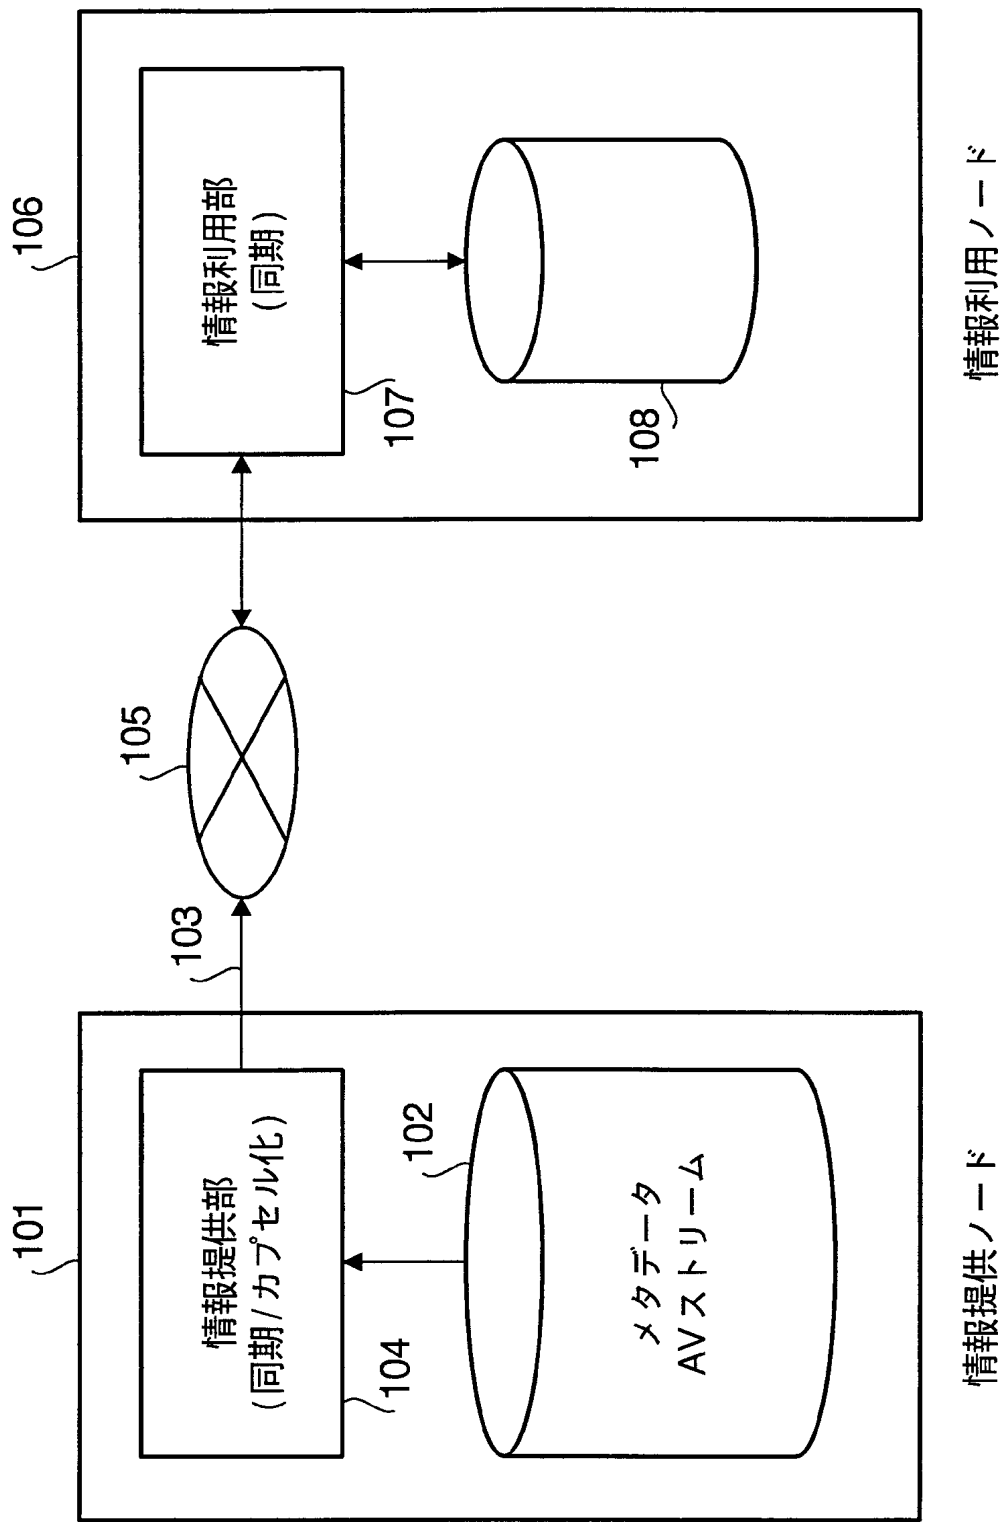 101
情報提供部
(同期/カプセル化)
104
102
メタデータ
AVストリーム
情報提供ノード
103
105
106
情報利用部
(同期)
107
108
情報利用ノード